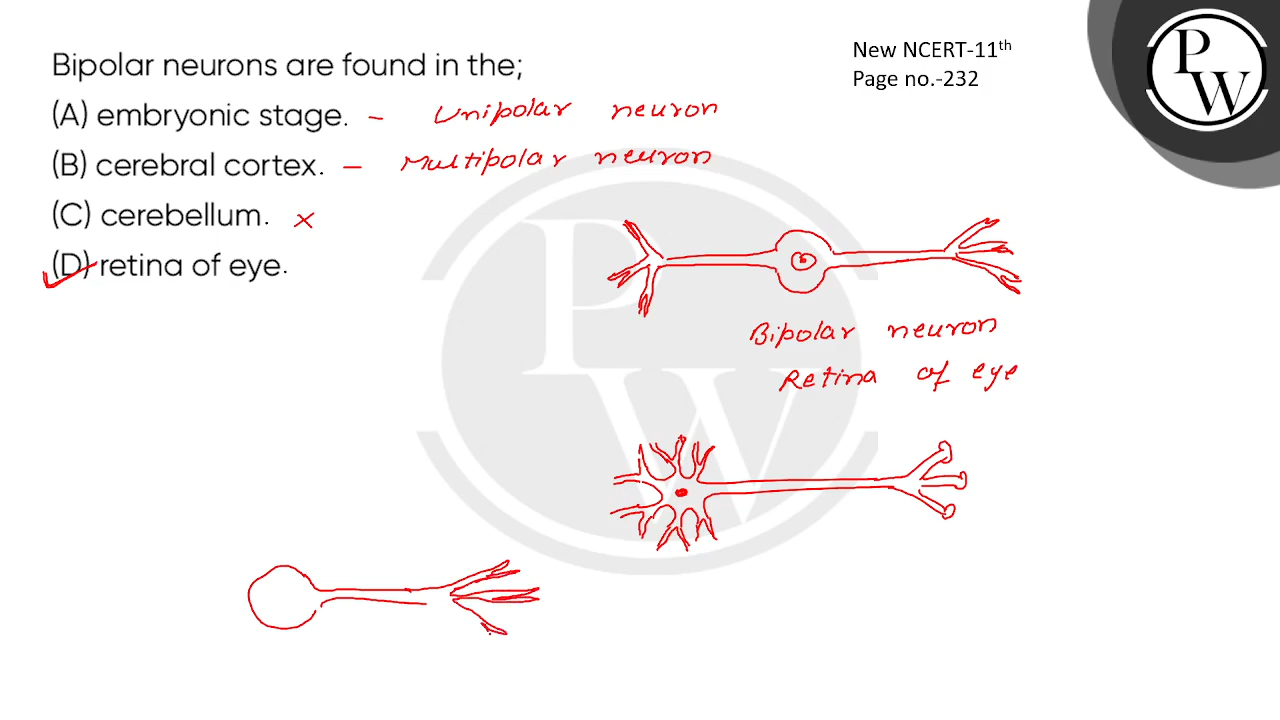 Bipolar neurons are found in the;
(A) embryonic stage. – Unipolar neuron
(B) cerebral cortex. – Multipolar neuron
(C) cerebellum. ×
(D) retina of eye.
New NCERT-11th
Page no.-232
P
W
Bipolar neuron
Retina of eye
P
W